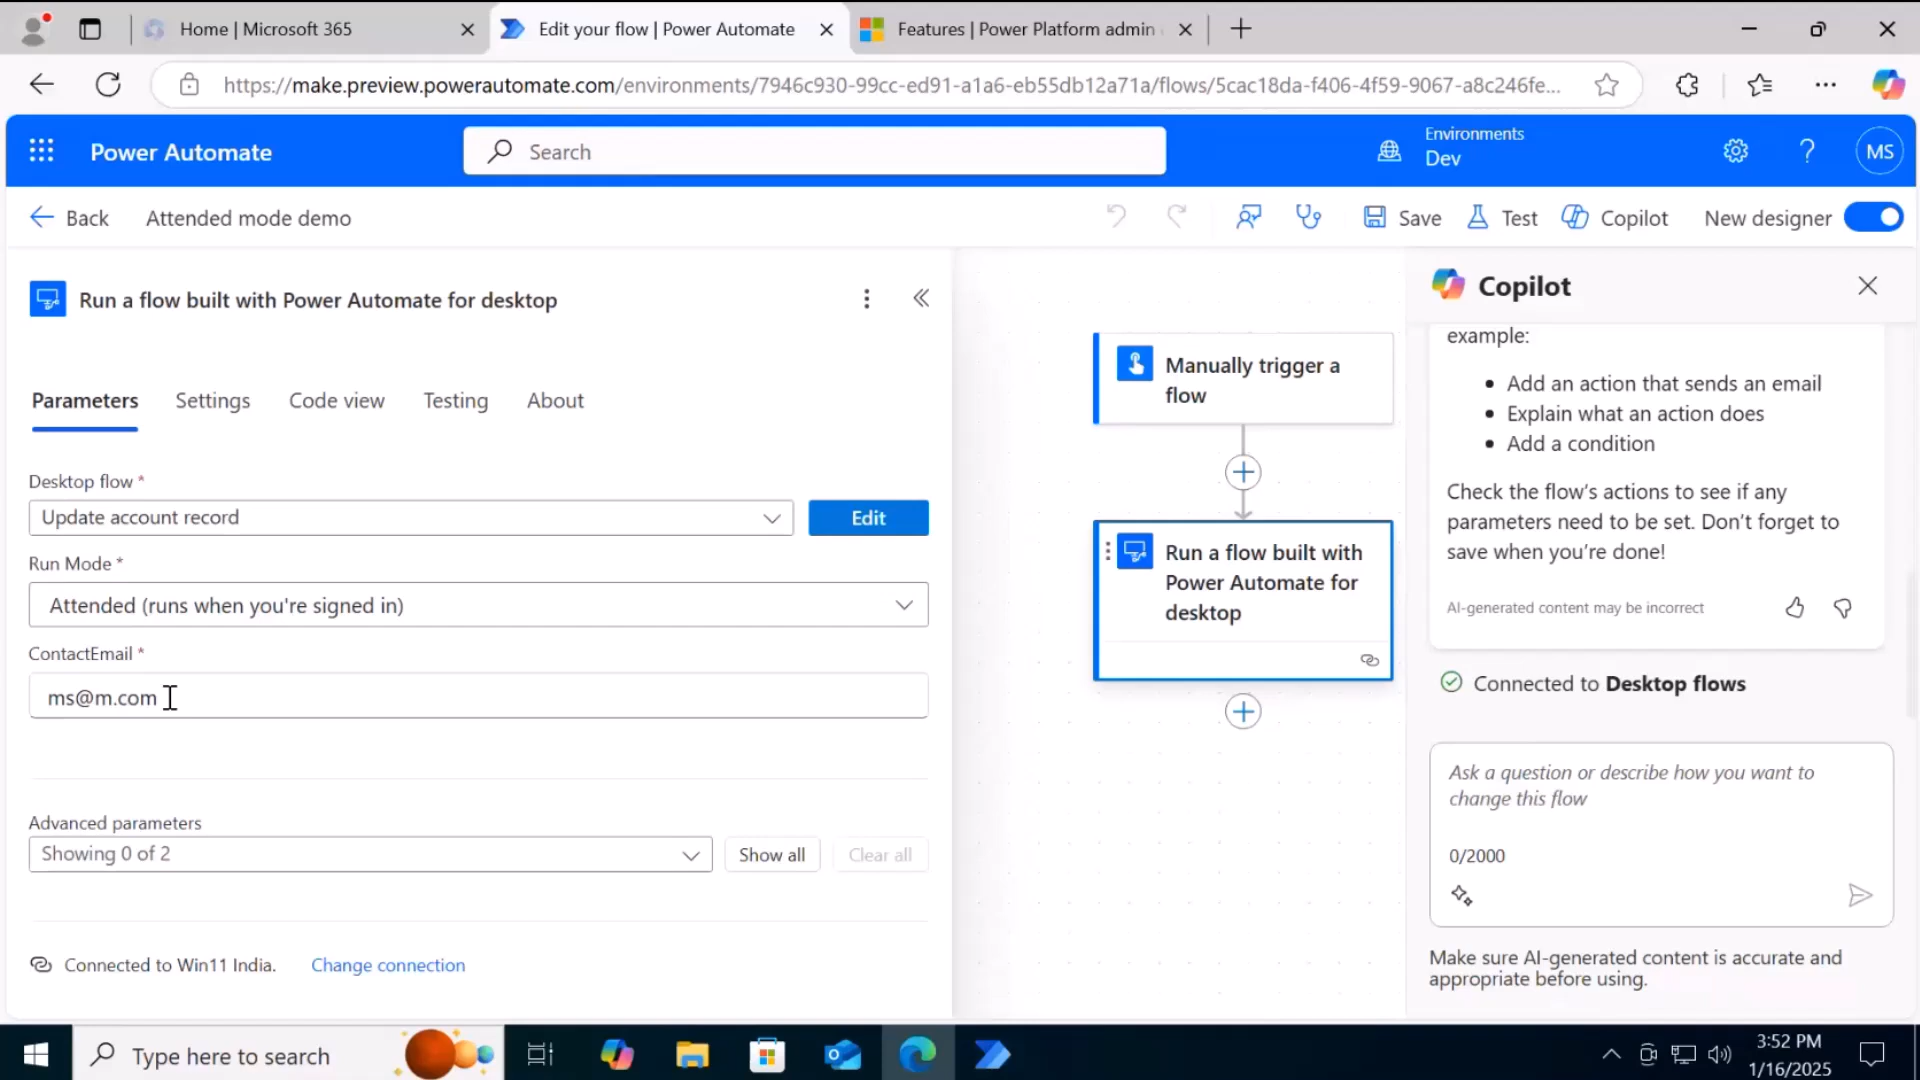 Home | Microsoft 365
Edit your flow | Power Automate
Features | Power Platform admin
https://make.preview.powerautomate.com/environments/7946c930-99cc-ed91-a1a6-eb55db12a71a/flows/5cac18da-f406-4f59-9067-a8c246fe...
Power Automate
Search
Environments
Dev
MS
Back
Attended mode demo
Save
Test
Copilot
New designer
Run a flow built with Power Automate for desktop
Parameters
Settings
Code view
Testing
About
Desktop flow *
Update account record
Edit
Run Mode *
Attended (runs when you're signed in)
ContactEmail *
ms@m.com
Advanced parameters
Showing 0 of 2
Show all
Clear all
Connected to Win11 India.
Change connection
Manually trigger a
flow
Run a flow built with
Power Automate for
desktop
Copilot
example:
• Add an action that sends an email
• Explain what an action does
• Add a condition
Check the flow's actions to see if any
parameters need to be set. Don't forget to
save when you're done!
AI-generated content may be incorrect
Connected to Desktop flows
Ask a question or describe how you want to
change this flow
0/2000
Make sure AI-generated content is accurate and
appropriate before using.
Type here to search
3:52 PM
1/16/2025